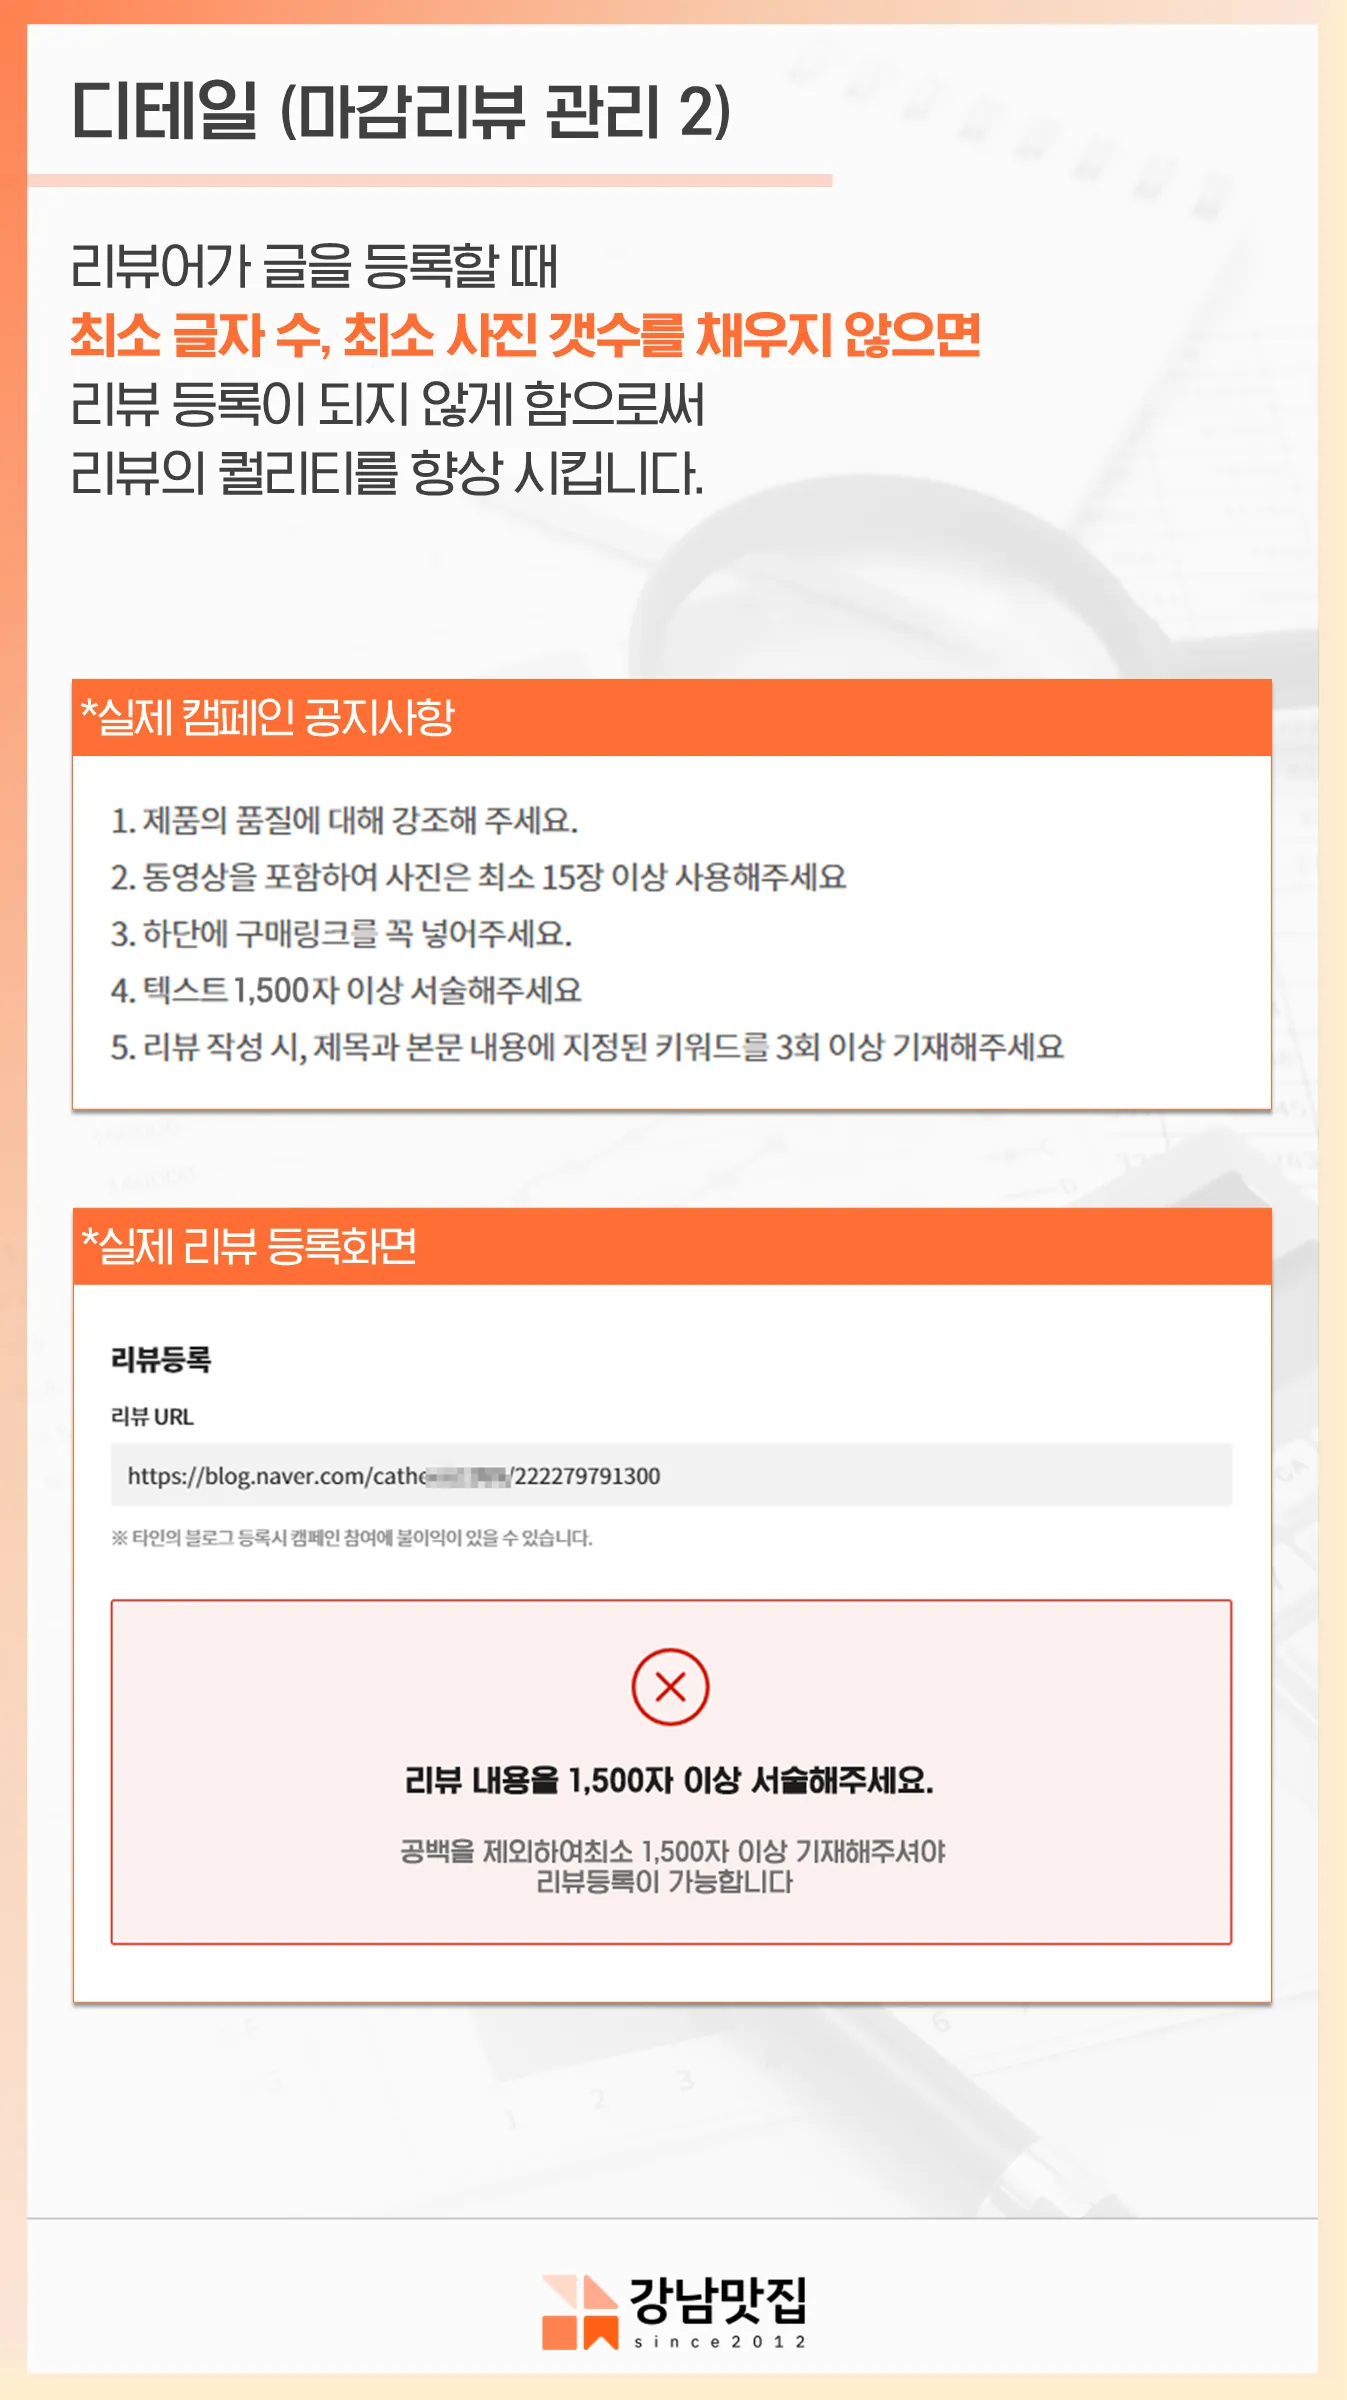 디테일 (마감리뷰 관리 2)
리뷰어가 글을 등록할 때
최소 글자 수, 최소 사진 갯수를 채우지 않으면
리뷰 등록이 되지 않게 함으로써
리뷰의 퀄리티를 향상 시킵니다.
*실제 캠페인 공지사항
1. 제품의 품질에 대해 강조해 주세요.
2. 동영상을 포함하여 사진은 최소 15장 이상 사용해주세요
3. 하단에 구매링크를 꼭 넣어주세요.
4. 텍스트 1,500자 이상 서술해주세요
5. 리뷰 작성 시, 제목과 본문 내용에 지정된 키워드를 3회 이상 기재해주세요
*실제 리뷰 등록화면
리뷰등록
리뷰 URL
https://blog.naver.com/cathe /222279791300
※ 타인의 블로그 등록시 캠페인 참여에 불이익이 있을 수 있습니다.
리뷰 내용을 1,500자 이상 서술해주세요.
공백을 제외하여최소 1,500자 이상 기재해주셔야
리뷰등록이 가능합니다
강남맛집
since2012